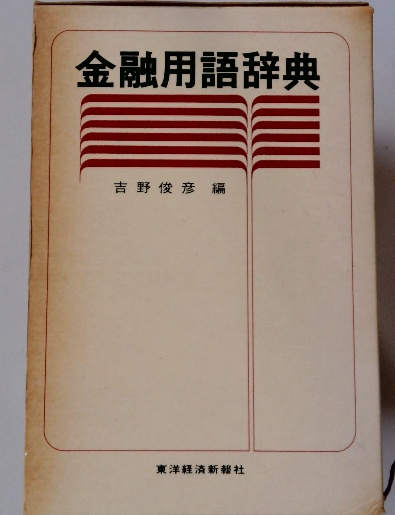 金融用語辞典
吉野俊彦 編
東洋経済新報社